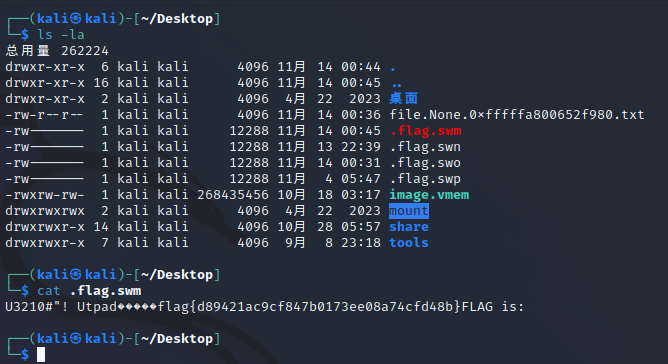 ┌──(kali㉿kali)-[~/Desktop]
└─$ ls -la
总用量 262224
drwxr-xr-x  6 kali kali      4096 11月 14 00:44 .
drwxr-xr-x 16 kali kali      4096 11月 14 00:45 ..
drwxr-xr-x  2 kali kali      4096  4月 22  2023 桌面
-rw-r--r--  1 kali kali      4096 11月 14 00:36 file.None.0×fffffa800652f980.txt
-rw-------  1 kali kali     12288 11月 14 00:45 .flag.swm
-rw-------  1 kali kali     12288 11月 13 22:39 .flag.swn
-rw-------  1 kali kali     12288 11月 14 00:31 .flag.swo
-rw-------  1 kali kali     12288 11月  4 05:47 .flag.swp
-rwxrw-rw-  1 kali kali 268435456 10月 18 03:17 image.vmem
drwxrwxrwx  2 kali kali      4096  4月 22  2023 mount
drwxrwxr-x 14 kali kali      4096 10月 28 05:57 share
drwxrwxr-x  7 kali kali      4096  9月  8 23:18 tools
┌──(kali㉿kali)-[~/Desktop]
└─$ cat .flag.swm
U3210#"! Utpad�����flag{d89421ac9cf847b0173ee08a74cfd48b}FLAG is:
┌──(kali㉿kali)-[~/Desktop]
└─$